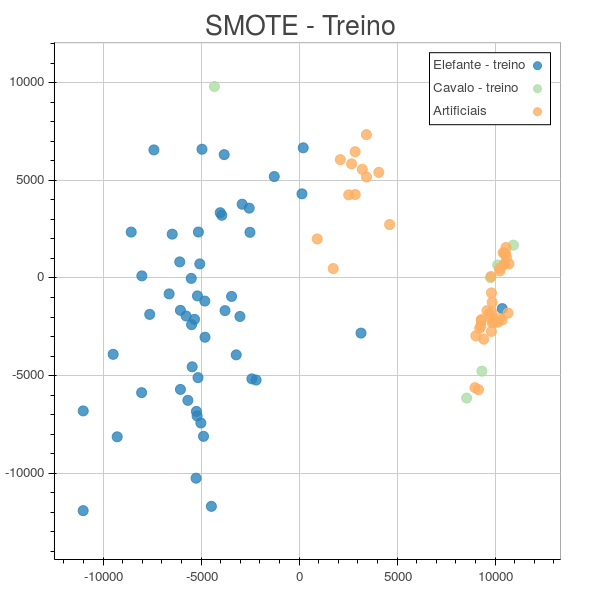 SMOTE - Treino
Elefante - treino
Cavalo - treino
Artificiais
10000
5000
0
-5000
-10000
-10000 -5000 0 5000 10000